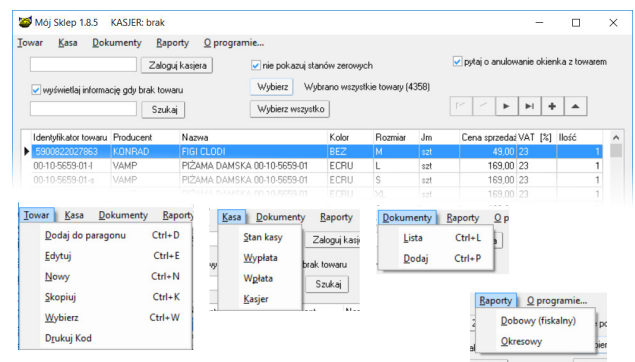 Mój Sklep 1.8.5 KASJER: brak
Towar Kasa Dokumenty Raporty O programie...
Zaloguj kasjera
nie pokazuj stanów zerowych
pytaj o anulowanie okienka z towarem
wyświetlaj informację gdy brak towaru
Wybierz Wybrano wszystkie towary (4358)
Szukaj
Wybierz wszystko
Identyfikator towaru Producent Nazwa Kolor Rozmiar Jm Cena sprzedaż VAT [%] Ilość
5900822027863 KONRAD FIGI CLODI BEZ M szt 49,00 23 1
00-10-5659-01-l VAMP PIŻAMA DAMSKA 00-10-5659-01 ECRU L szt 169,00 23 1
00-10-5659-01-s VAMP PIŻAMA DAMSKA 00-10-5659-01 ECRU S szt 169,00 23 1
Towar Kasa Dokumenty Raporty
Dodaj do paragonu Ctrl+D
Edytuj Ctrl+E
Nowy Ctrl+N
Skopiuj Ctrl+K
Wybierz Ctrl+W
Drukuj Kod
Kasa Dokumenty Raporty
Stan kasy
Zaloguj kasj
Wypłata
brak towaru
Wpłata
Szukaj
Kasjer
Dokumenty Raporty O p
Lista Ctrl+L
Dodaj Ctrl+P
Raporty O programie...
Dobowy (fiskalny)
Okresowy